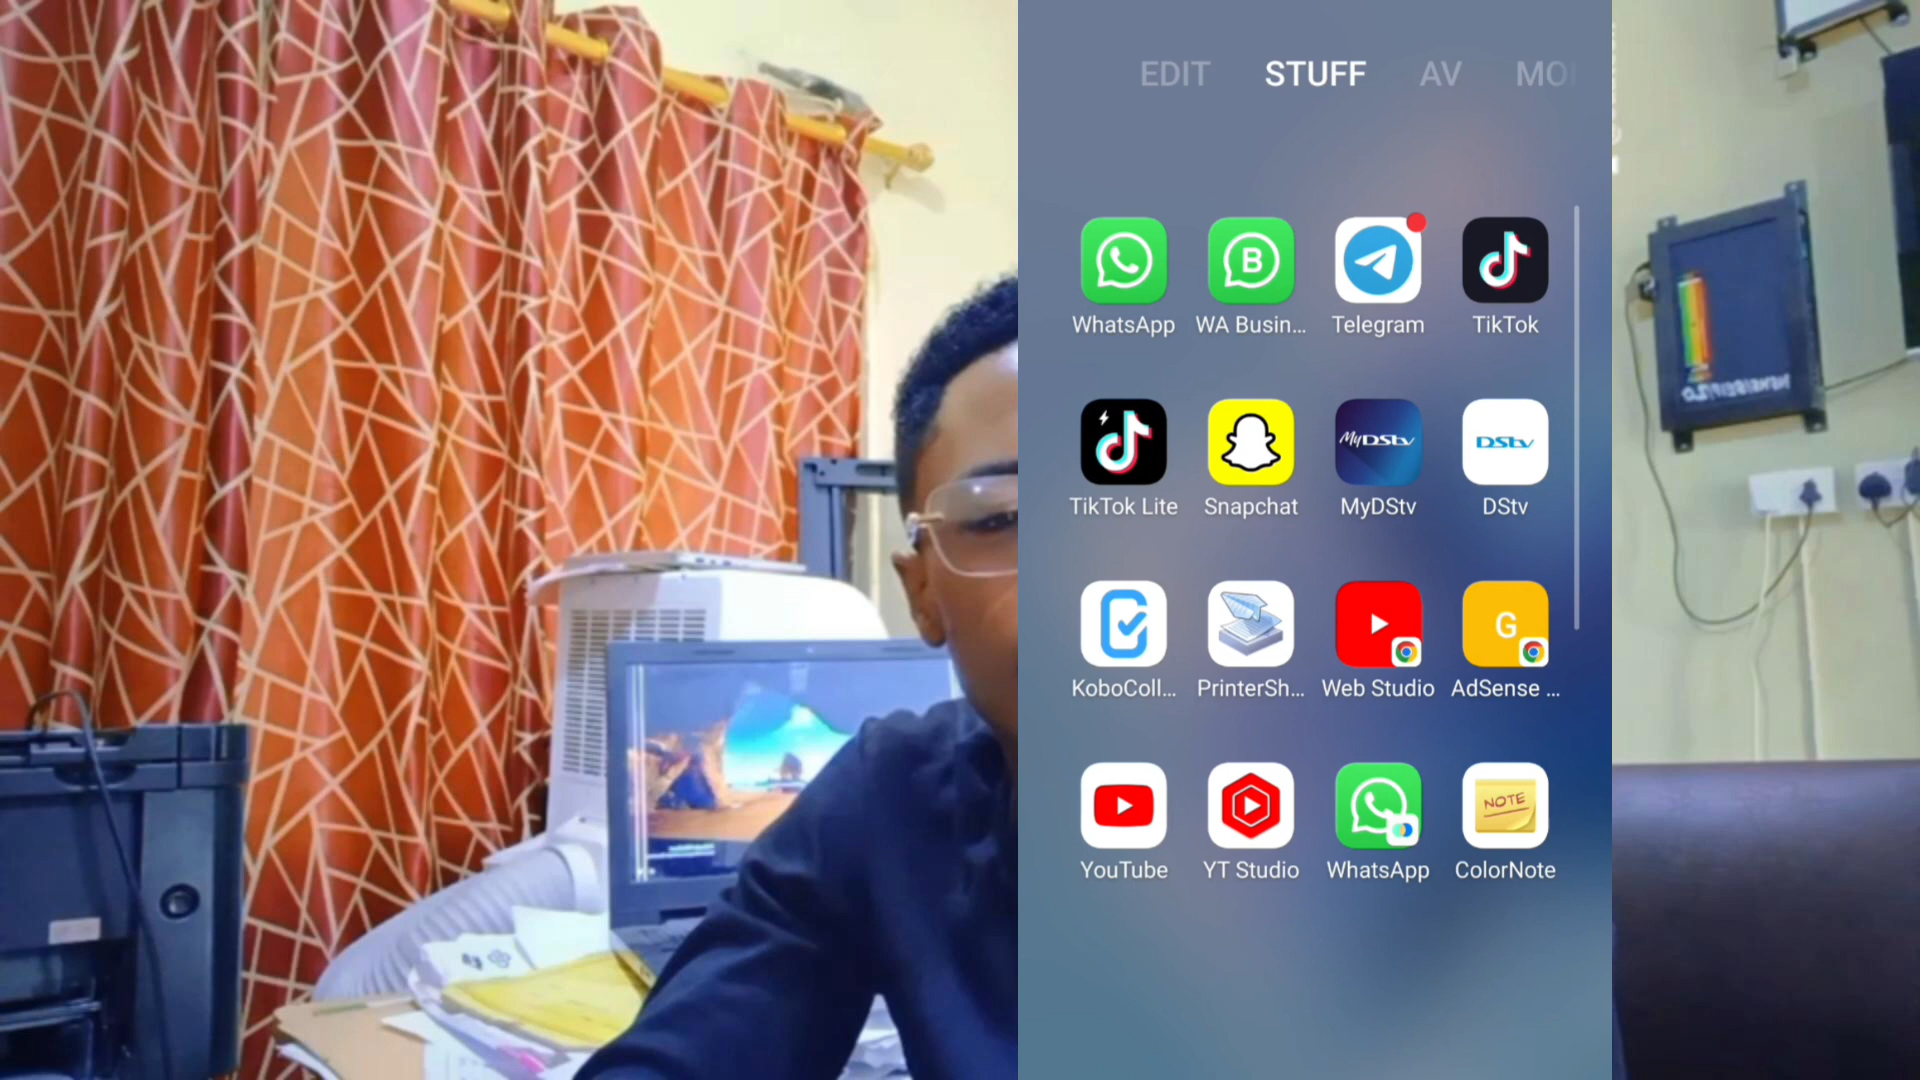 EDIT STUFF AV MO
WhatsApp WA Busin... Telegram TikTok
MyDStv DStv
TikTok Lite Snapchat MyDStv DStv
G
KoboColl... PrinterSh... Web Studio AdSense ...
NOTE
YouTube YT Studio WhatsApp ColorNote